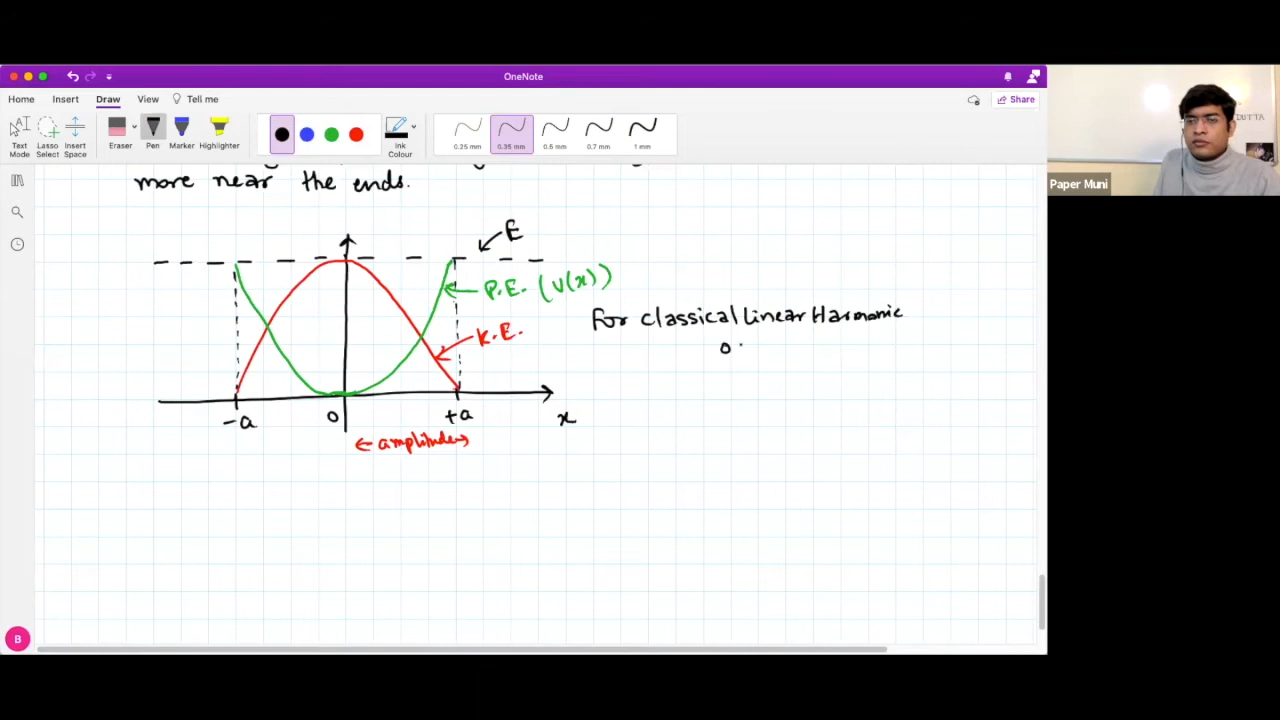 OneNote
Home Insert Draw View Tell me
Share
Text Mode
Lasso Select
Insert Space
Eraser
Pen
Marker
Highlighter
Ink Colour
0.25 mm
0.35 mm
0.5 mm
0.7 mm
1 mm
UTTA
Paper Muni
more near the ends.
E
P.E. (V(x))
K.E.
For classical Linear Harmonic
0.
-a 0 +a x
← amplitude →
B